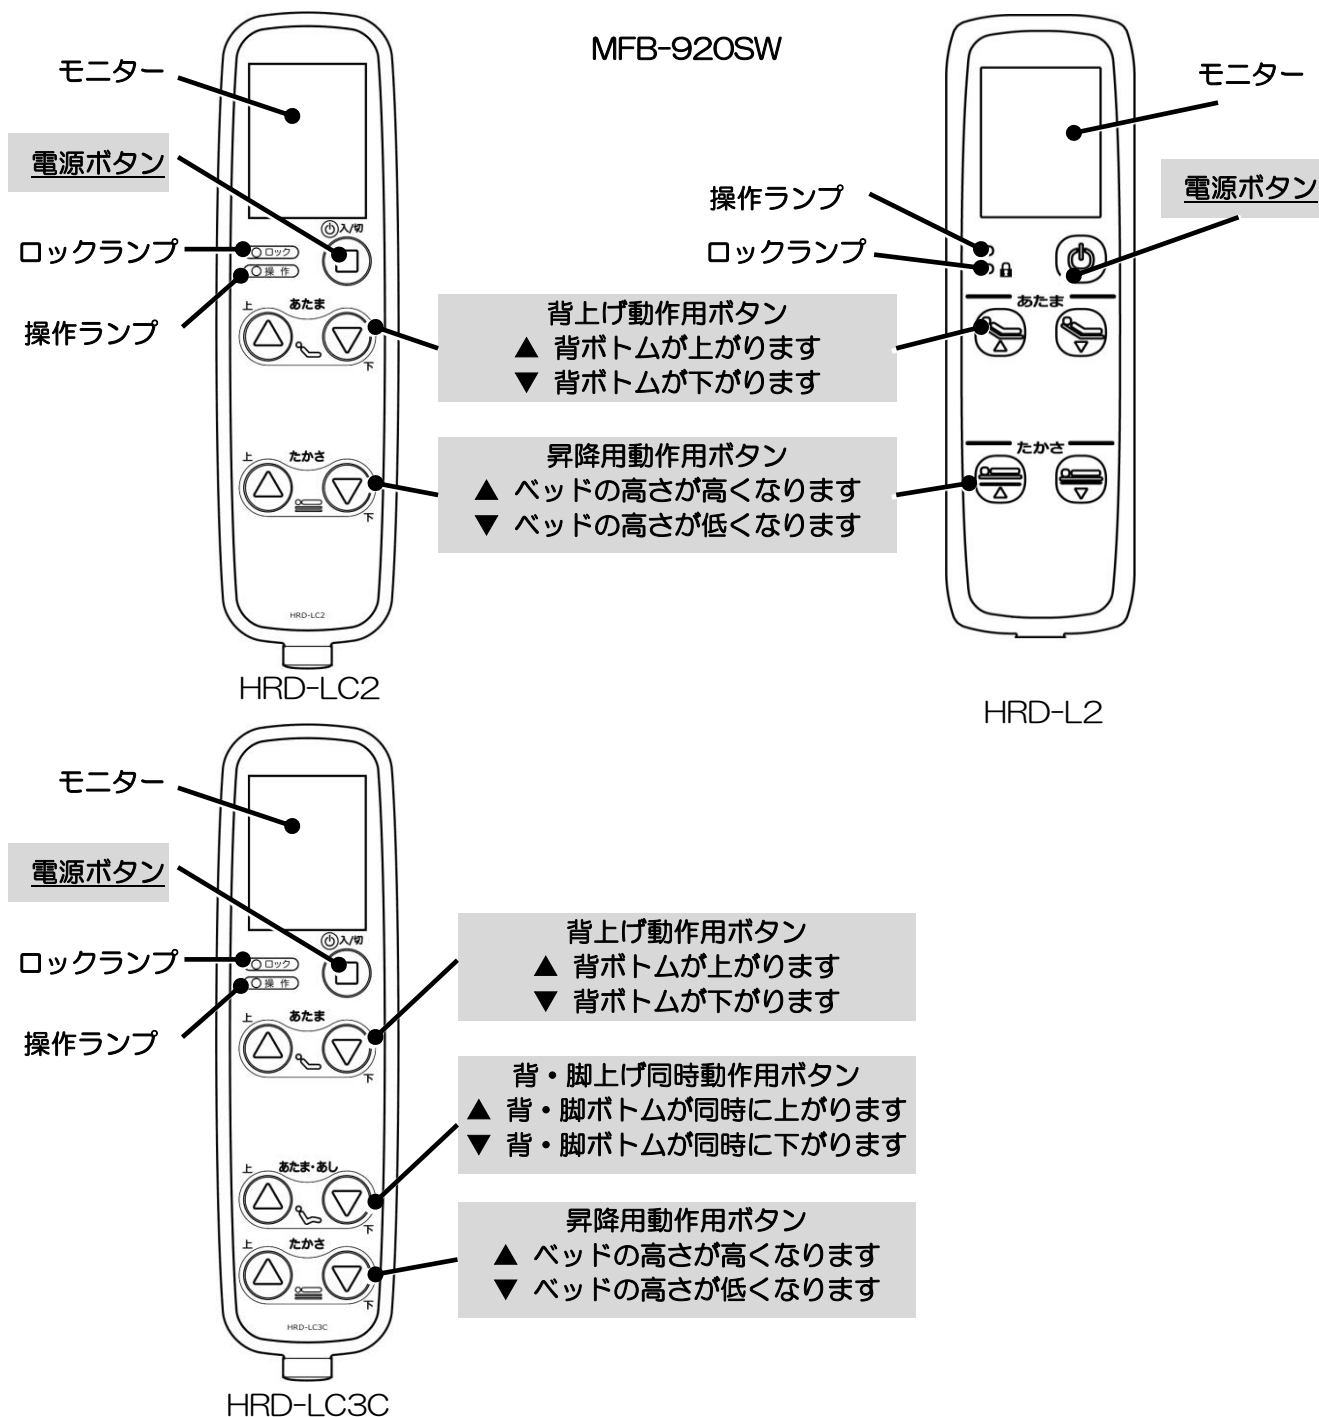 MFB-920SW
モニター
電源ボタン
ロックランプ
操作ランプ
入/切
ロック
操 作
上
あたま
下
上
たかさ
下
HRD-LC2
HRD-LC2
背上げ動作用ボタン
▲ 背ボトムが上がります
▼ 背ボトムが下がります
昇降用動作用ボタン
▲ ベッドの高さが高くなります
▼ ベッドの高さが低くなります
モニター
電源ボタン
操作ランプ
ロックランプ
あたま
たかさ
HRD-L2
モニター
電源ボタン
ロックランプ
操作ランプ
入/切
ロック
操 作
上
あたま
下
上
あたま・あし
下
上
たかさ
下
HRD-LC3C
HRD-LC3C
背上げ動作用ボタン
▲ 背ボトムが上がります
▼ 背ボトムが下がります
背・脚上げ同時動作用ボタン
▲ 背・脚ボトムが同時に上がります
▼ 背・脚ボトムが同時に下がります
昇降用動作用ボタン
▲ ベッドの高さが高くなります
▼ ベッドの高さが低くなります